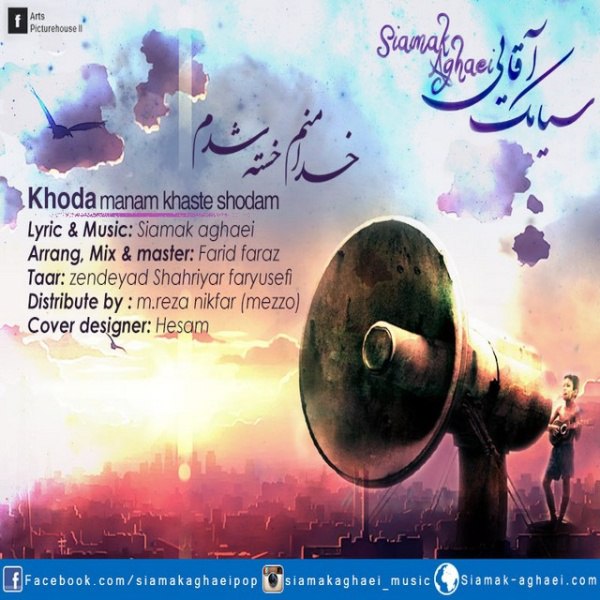 Arts
Picturehouse II
Siamak
Aghaei
سیامک آقایی
خدا منم خسته شدم
Khoda manam khaste shodam
Lyric & Music: Siamak aghaei
Arrang, Mix & master: Farid faraz
Taar: zendeyad Shahriyar faryusefi
Distribute by : m.reza nikfar (mezzo)
Cover designer: Hesam
Facebook.com/siamakaghaeipop
siamakaghaei_music
Siamak-aghaei.com